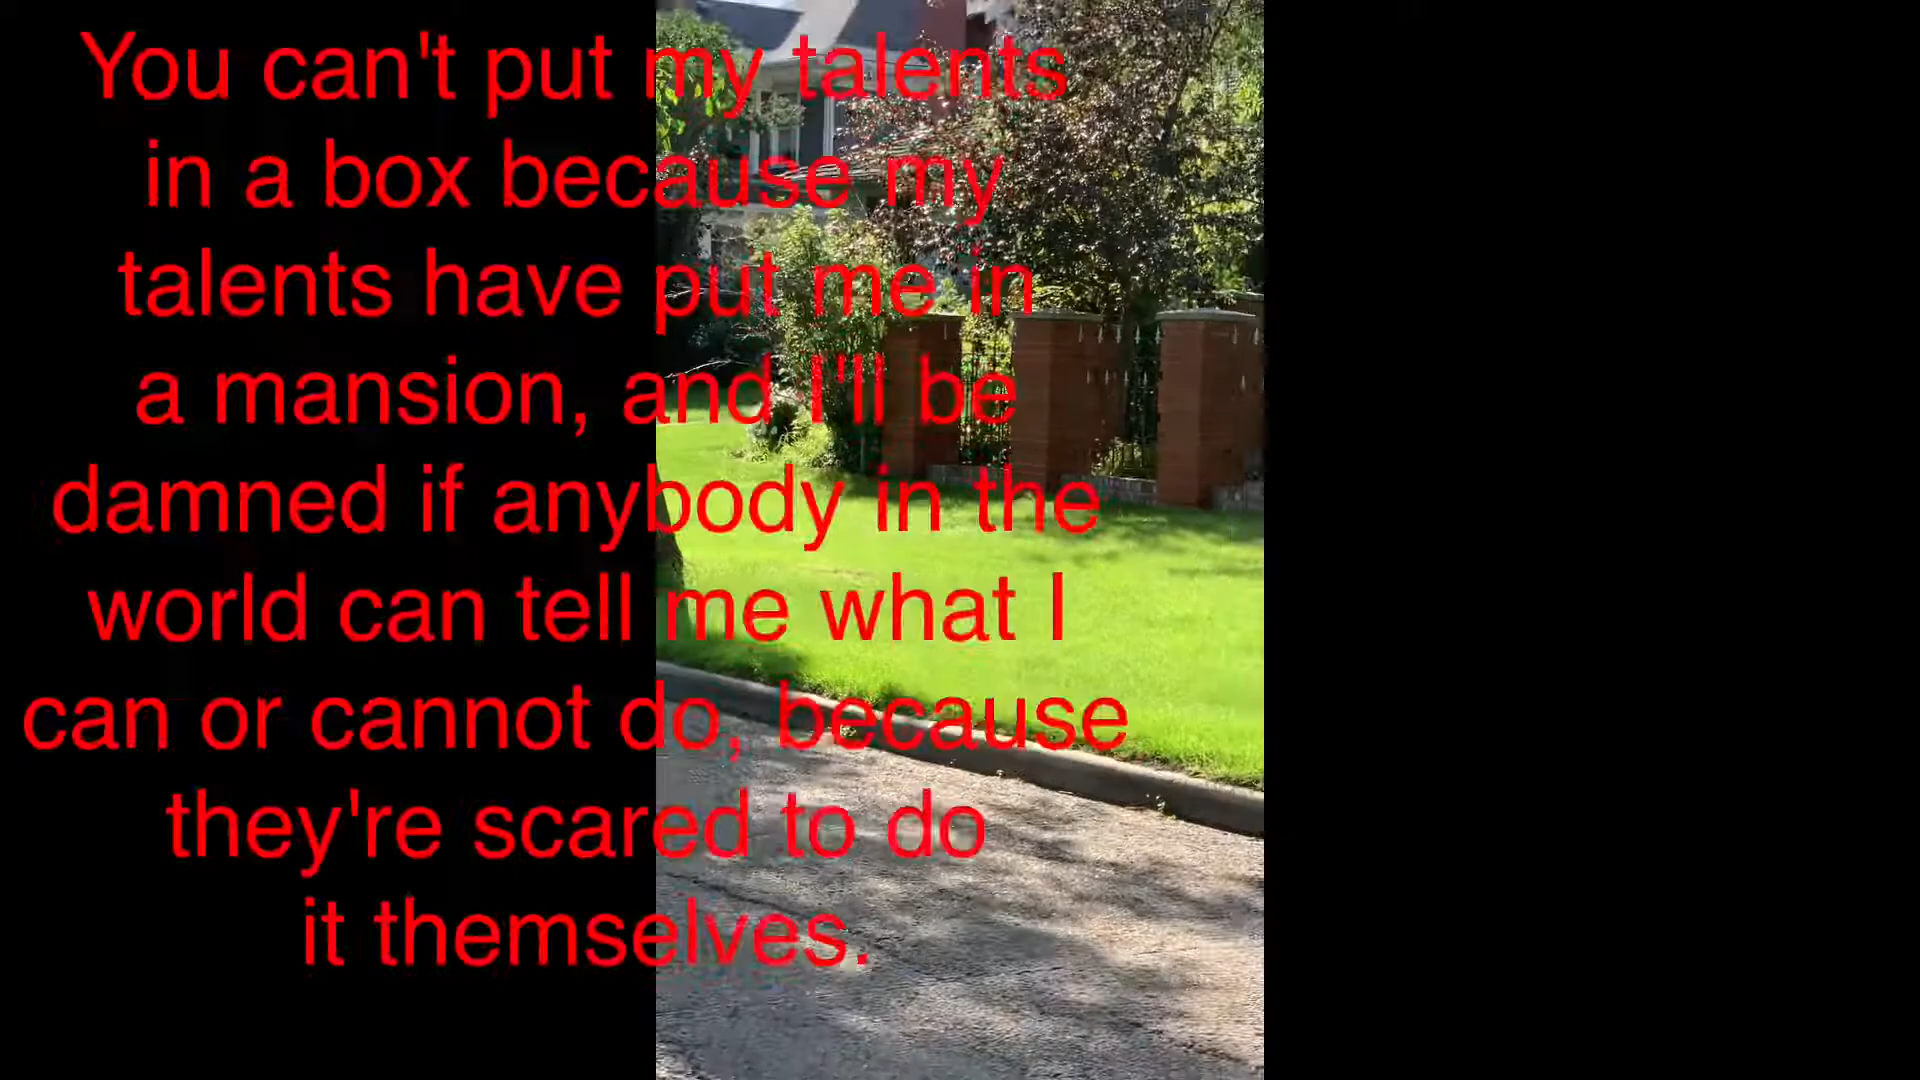 You can't put my talents
in a box because my
talents have put me in
a mansion, and I'll be
damned if anybody in the
world can tell me what I
can or cannot do, because
they're scared to do
it themselves.